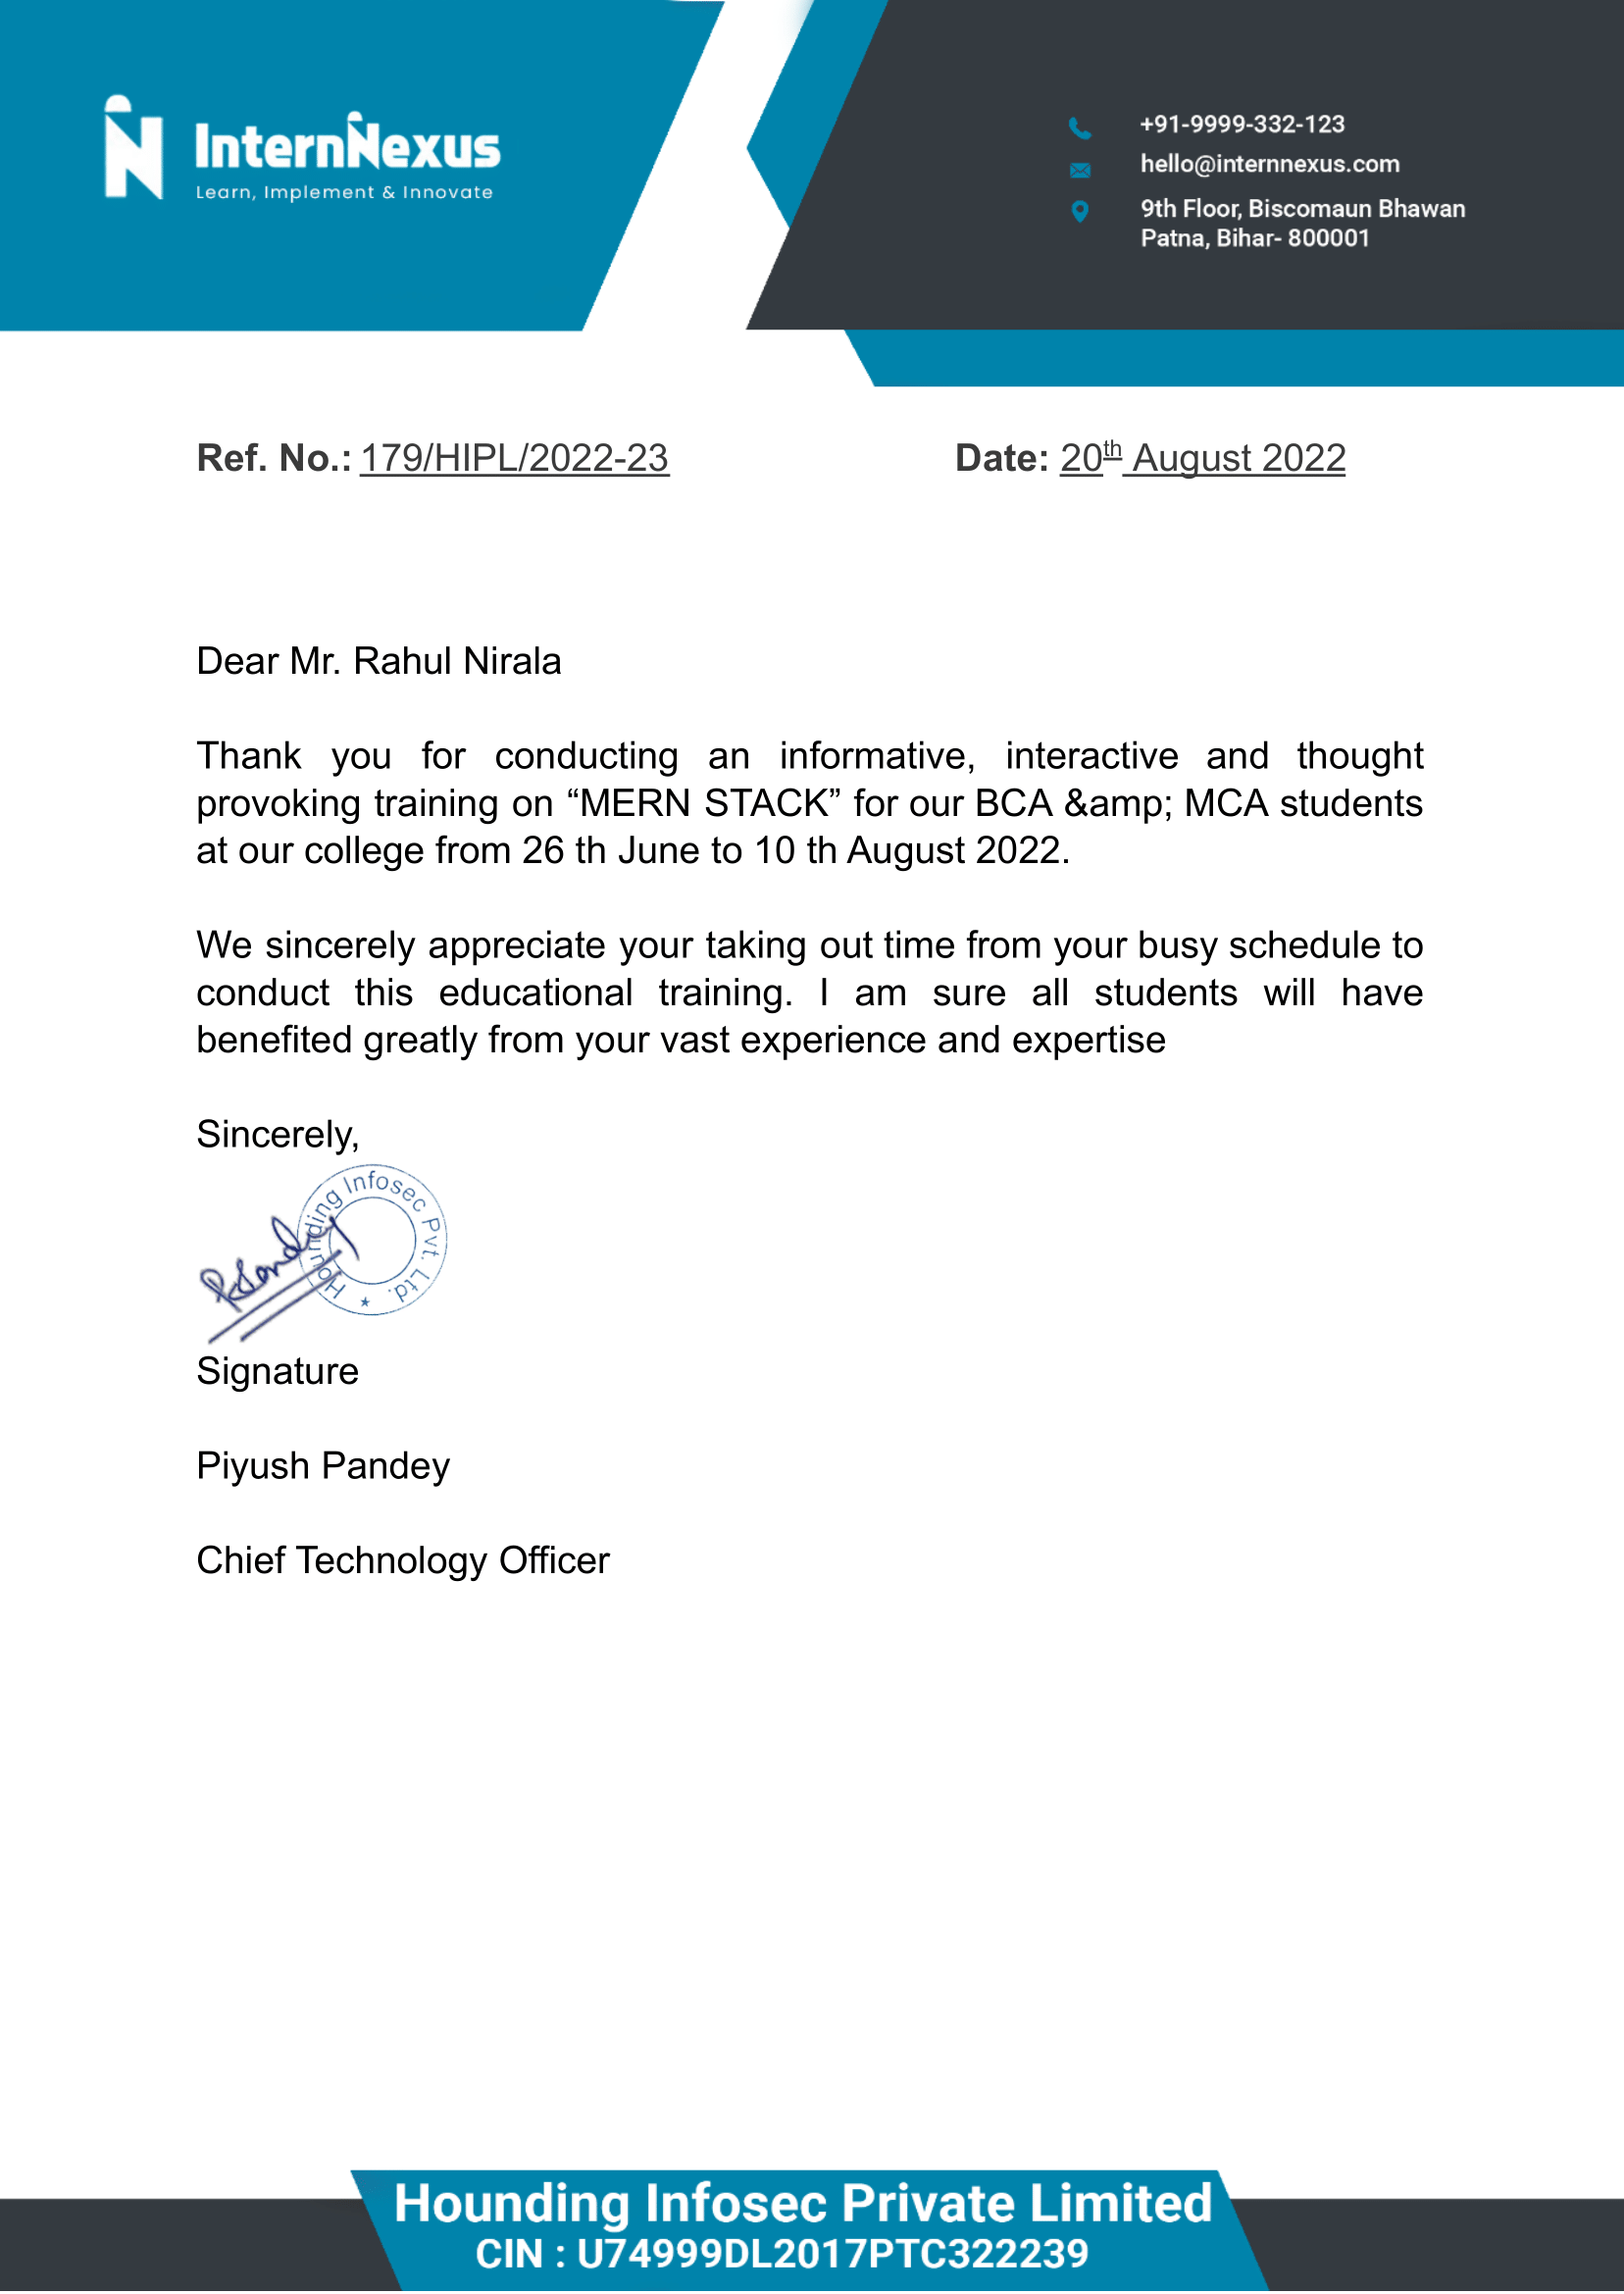 InternNexus
Learn, Implement & Innovate
+91-9999-332-123
hello@internnexus.com
9th Floor, Biscomaun Bhawan
Patna, Bihar- 800001
Ref. No.: 179/HIPL/2022-23 Date: 20th August 2022
Dear Mr. Rahul Nirala
Thank you for conducting an informative, interactive and thought
provoking training on “MERN STACK” for our BCA &amp; MCA students
at our college from 26 th June to 10 th August 2022.
We sincerely appreciate your taking out time from your busy schedule to
conduct this educational training. I am sure all students will have
benefited greatly from your vast experience and expertise
Sincerely,
Hounding Infosec Pvt. Ltd.
Signature
Piyush Pandey
Chief Technology Officer
Hounding Infosec Private Limited
CIN : U74999DL2017PTC322239